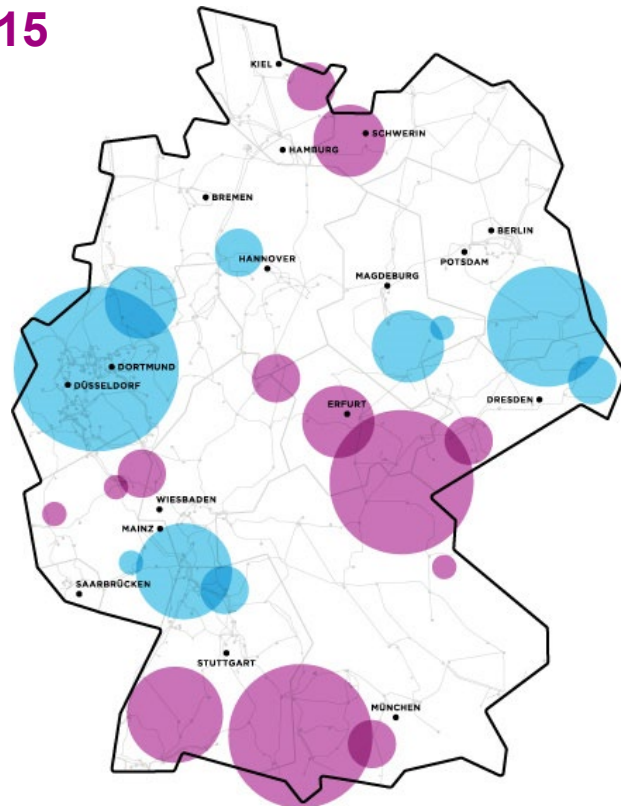 15
KIEL
SCHWERIN
HAMBURG
BREMEN
BERLIN
HANNOVER
POTSDAM
MAGDEBURG
DORTMUND
DÜSSELDORF
DRESDEN
ERFURT
WIESBADEN
MAINZ
SAARBRÜCKEN
STUTTGART
MÜNCHEN